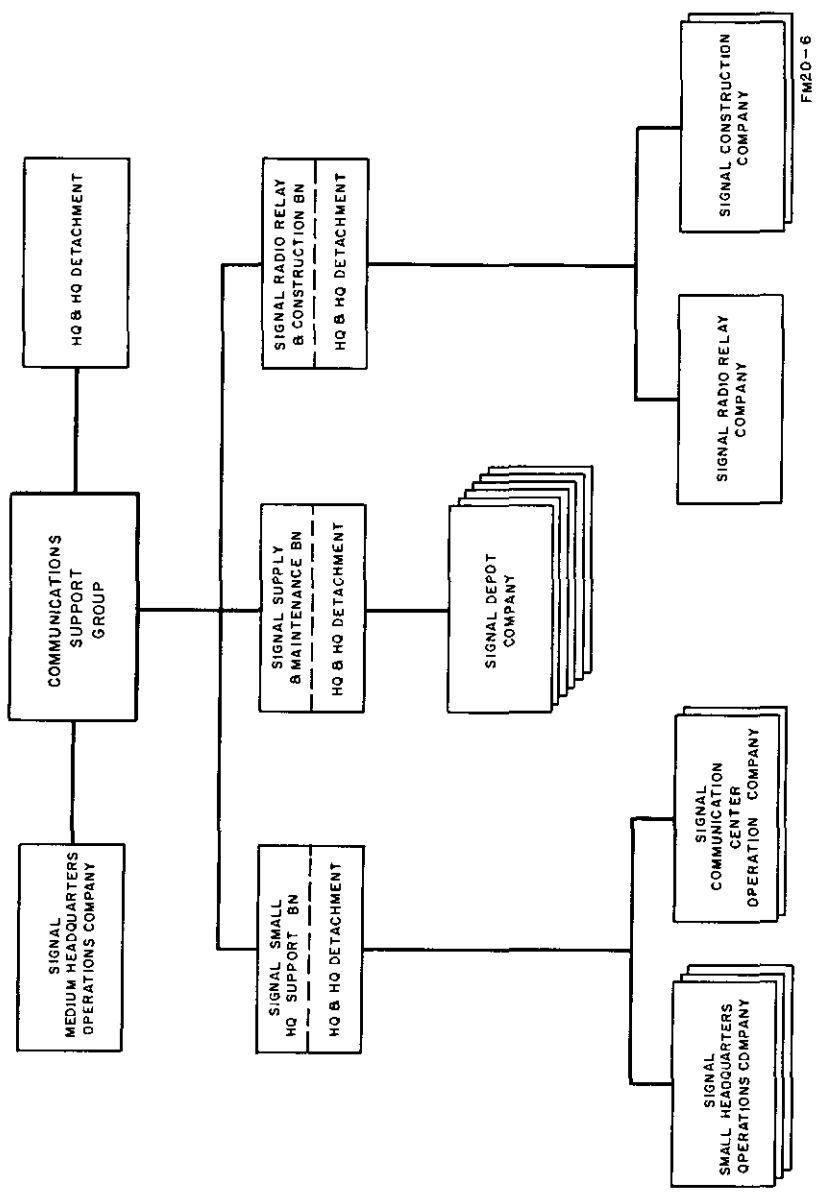 SIGNAL
MEDIUM HEADQUARTERS
OPERATIONS COMPANY
COMMUNICATIONS
SUPPORT
GROUP
HQ & HQ DETACHMENT
SIGNAL SMALL
HQ SUPPORT BN
HQ & HQ DETACHMENT
SIGNAL SUPPLY
& MAINTENANCE BN
HQ & HQ DETACHMENT
SIGNAL RADIO RELAY
& CONSTRUCTION BN
HQ & HQ DETACHMENT
SIGNAL DEPOT
COMPANY
SIGNAL
SMALL HEADQUARTERS
OPERATIONS COMPANY
SIGNAL
COMMUNICATION
CENTER
OPERATION COMPANY
SIGNAL RADIO RELAY
COMPANY
SIGNAL CONSTRUCTION
COMPANY
FM20-6